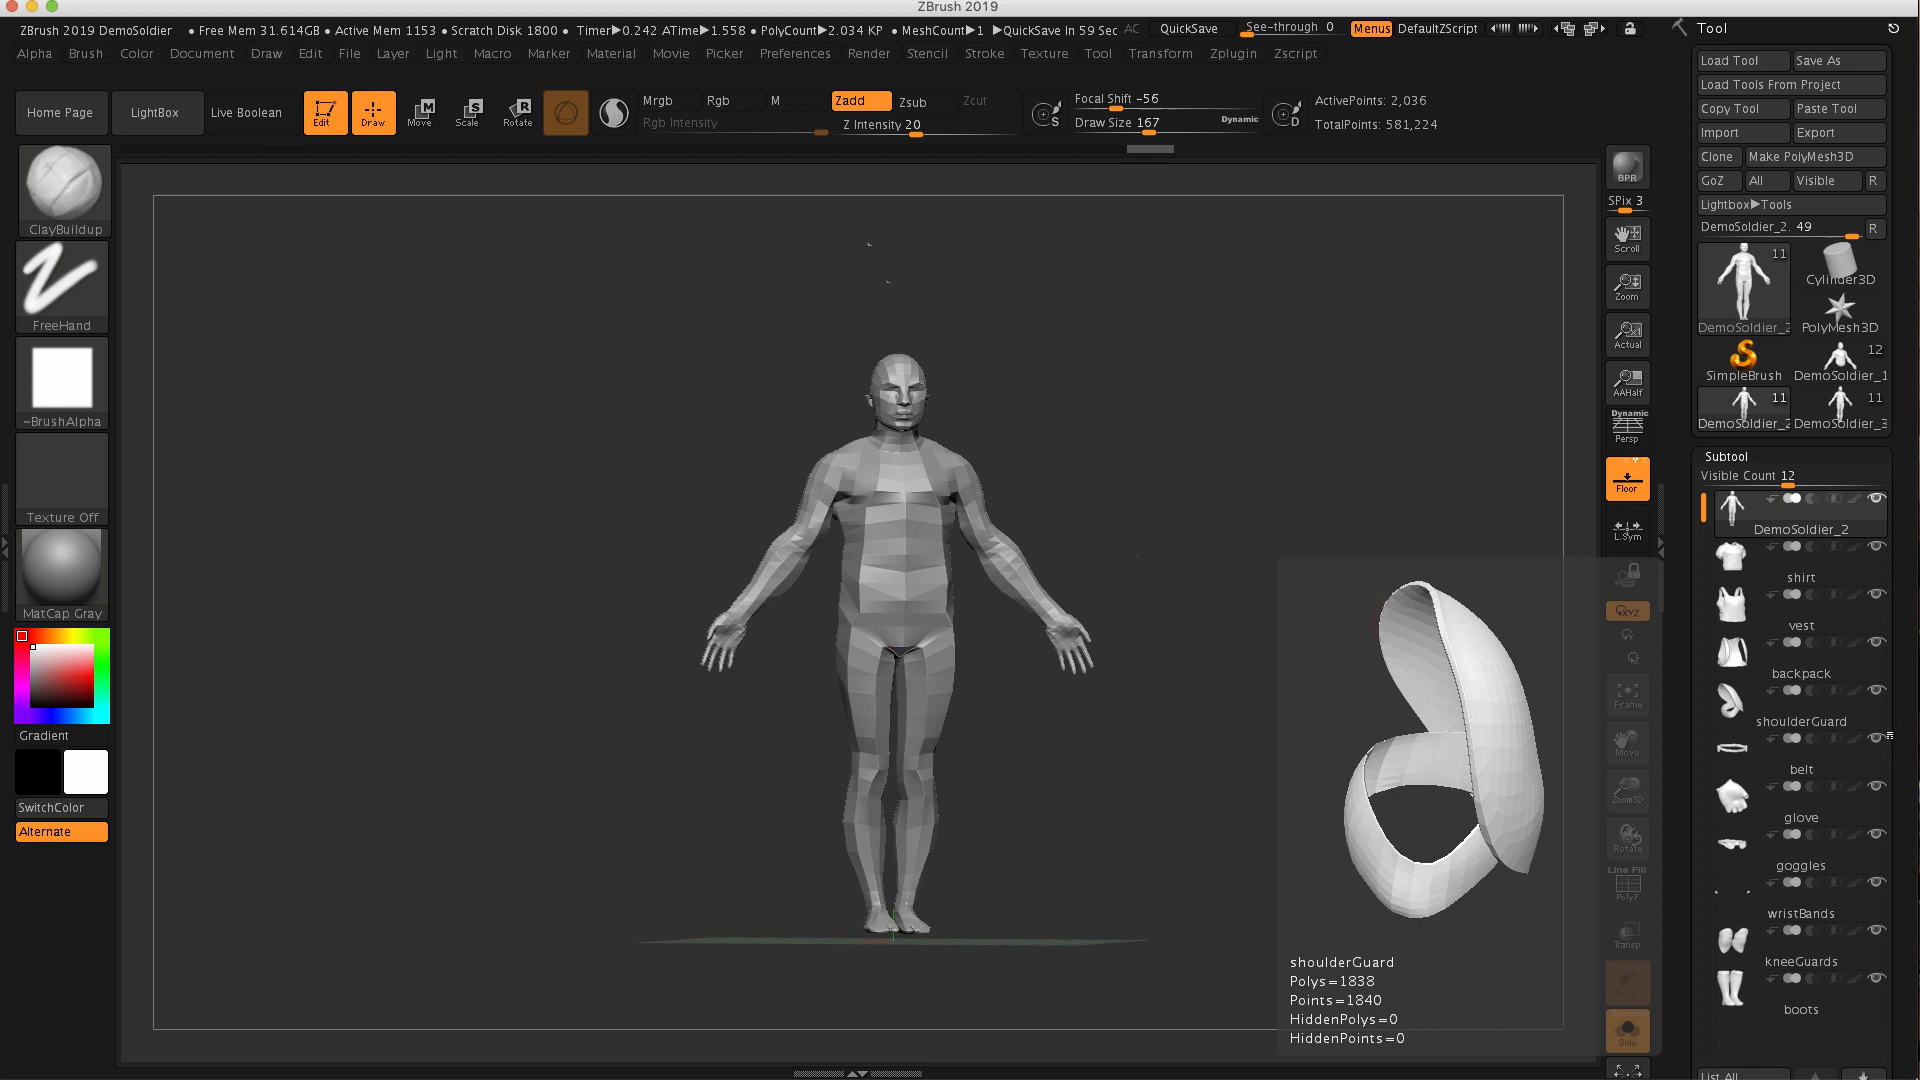 ZBrush 2019
ZBrush 2019 DemoSoldier • Free Mem 31.614GB • Active Mem 1153 • Scratch Disk 1800 • Timer▶0.242 ATime▶1.558 • PolyCount▶2.034 KP • MeshCount▶1 ▶QuickSave In 59 Sec AC QuickSave See-through 0 Menus DefaultZScript
Alpha Brush Color Document Draw Edit File Layer Light Macro Marker Material Movie Picker Preferences Render Stencil Stroke Texture Tool Transform Zplugin Zscript
Home Page LightBox Live Boolean Edit Draw Move Scale Rotate
M S R
Mrgb Rgb M Zadd Zsub Zcut
Rgb Intensity Z Intensity 20
S
Focal Shift -56
Draw Size 167 Dynamic
D
ActivePoints: 2,036
TotalPoints: 581,224
ClayBuildup
FreeHand
~BrushAlpha
Texture Off
MatCap Gray
Gradient
SwitchColor
Alternate
BPR
SPix 3
Scroll
Zoom
Actual
AAHalf
Dynamic
Persp
Floor
L.Sym
XYZ
Y
Z
Frame
Move
Zoom3D
Rotate
Line Fill
PolyF
Transp
Dynamic
Solo
shoulderGuard
Polys=1838
Points=1840
HiddenPolys=0
HiddenPoints=0
Tool
Load Tool Save As
Load Tools From Project
Copy Tool Paste Tool
Import Export
Clone Make PolyMesh3D
GoZ All Visible R
Lightbox▶Tools
DemoSoldier_2. 49 R
11
Cylinder3D
DemoSoldier_2 PolyMesh3D
12
SimpleBrush DemoSoldier_1
11 11
DemoSoldier_2 DemoSoldier_3
Subtool
Visible Count 12
DemoSoldier_2
shirt
vest
backpack
shoulderGuard
belt
glove
goggles
wristBands
kneeGuards
boots
List All